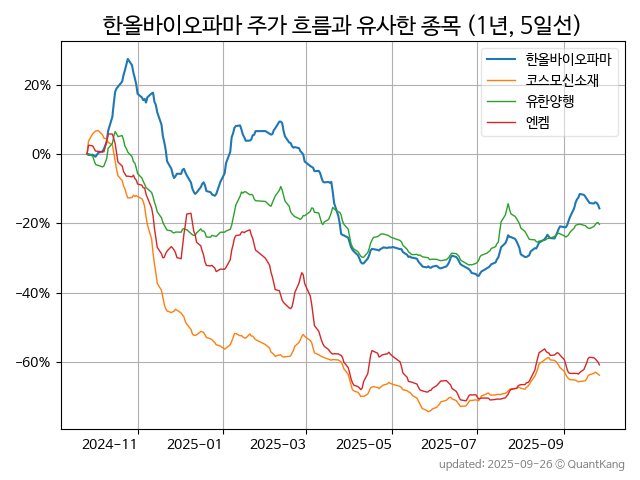 한올바이오파마 주가 흐름과 유사한 종목 (1년, 5일선)
한올바이오파마
코스모신소재
유한양행
엔켐
20%
0%
−20%
−40%
−60%
2024−11
2025−01
2025−03
2025−05
2025−07
2025−09
updated: 2025-09-26 © QuantKang